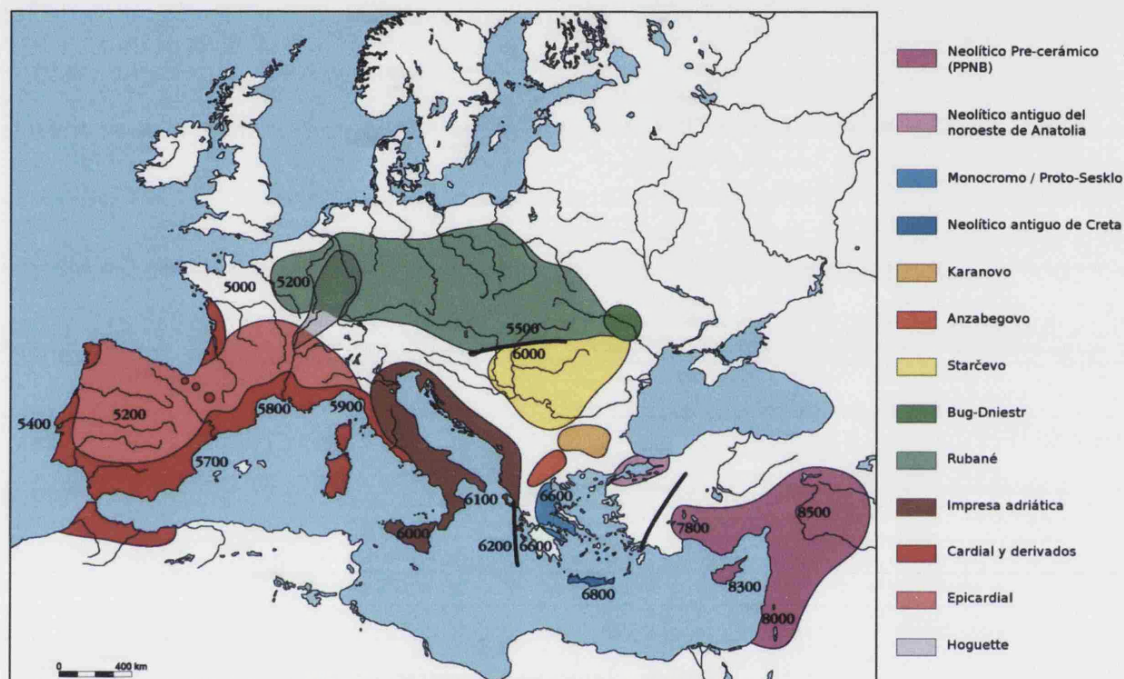 5000
5200
5500
6000
5400
5200
5800
5900
5700
6100
6000
6200
6600
6600
6800
7800
8500
8300
8000
0 400 km
Neolítico Pre-cerámico
(PPNB)
Neolítico antiguo del
noroeste de Anatolia
Monocromo / Proto-Sesklo
Neolítico antiguo de Creta
Karanovo
Anzabegovo
Starčevo
Bug-Dniestr
Rubané
Impresa adriática
Cardial y derivados
Epicardial
Hoguette